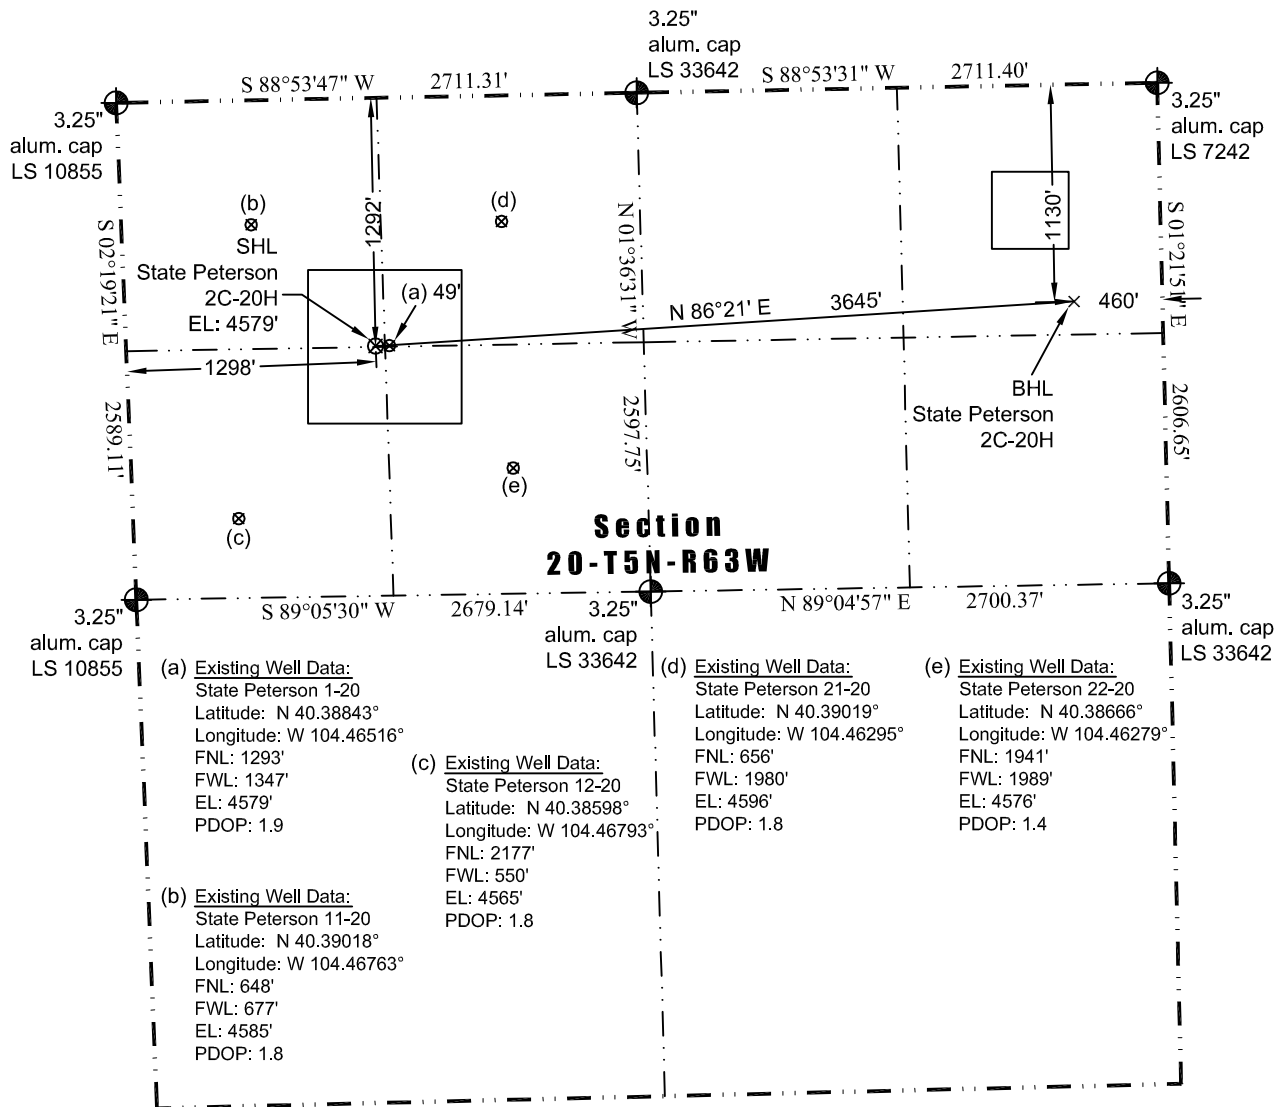 3.25"
alum. cap
LS 33642
S 88°53'47" W
2711.31'
S 88°53'31" W
2711.40'
3.25"
alum. cap
LS 10855
3.25"
alum. cap
LS 7242
(b)
(d)
SHL
State Peterson
2C-20H
EL: 4579'
1292'
(a) 49'
1130'
S 02°19'21" E
N 01°36'31" W
S 01°21'51" E
N 86°21' E
3645'
460'
1298'
BHL
State Peterson
2C-20H
2589.11'
2597.75'
2606.65'
(e)
(c)
Section
20-T5N-R63W
S 89°05'30" W
2679.14'
N 89°04'57" E
2700.37'
3.25"
alum. cap
LS 10855
3.25"
alum. cap
LS 33642
3.25"
alum. cap
LS 33642
(a) Existing Well Data:
State Peterson 1-20
Latitude: N 40.38843°
Longitude: W 104.46516°
FNL: 1293'
FWL: 1347'
EL: 4579'
PDOP: 1.9
(b) Existing Well Data:
State Peterson 11-20
Latitude: N 40.39018°
Longitude: W 104.46763°
FNL: 648'
FWL: 677'
EL: 4585'
PDOP: 1.8
(c) Existing Well Data:
State Peterson 12-20
Latitude: N 40.38598°
Longitude: W 104.46793°
FNL: 2177'
FWL: 550'
EL: 4565'
PDOP: 1.8
(d) Existing Well Data:
State Peterson 21-20
Latitude: N 40.39019°
Longitude: W 104.46295°
FNL: 656'
FWL: 1980'
EL: 4596'
PDOP: 1.8
(e) Existing Well Data:
State Peterson 22-20
Latitude: N 40.38666°
Longitude: W 104.46279°
FNL: 1941'
FWL: 1989'
EL: 4576'
PDOP: 1.4